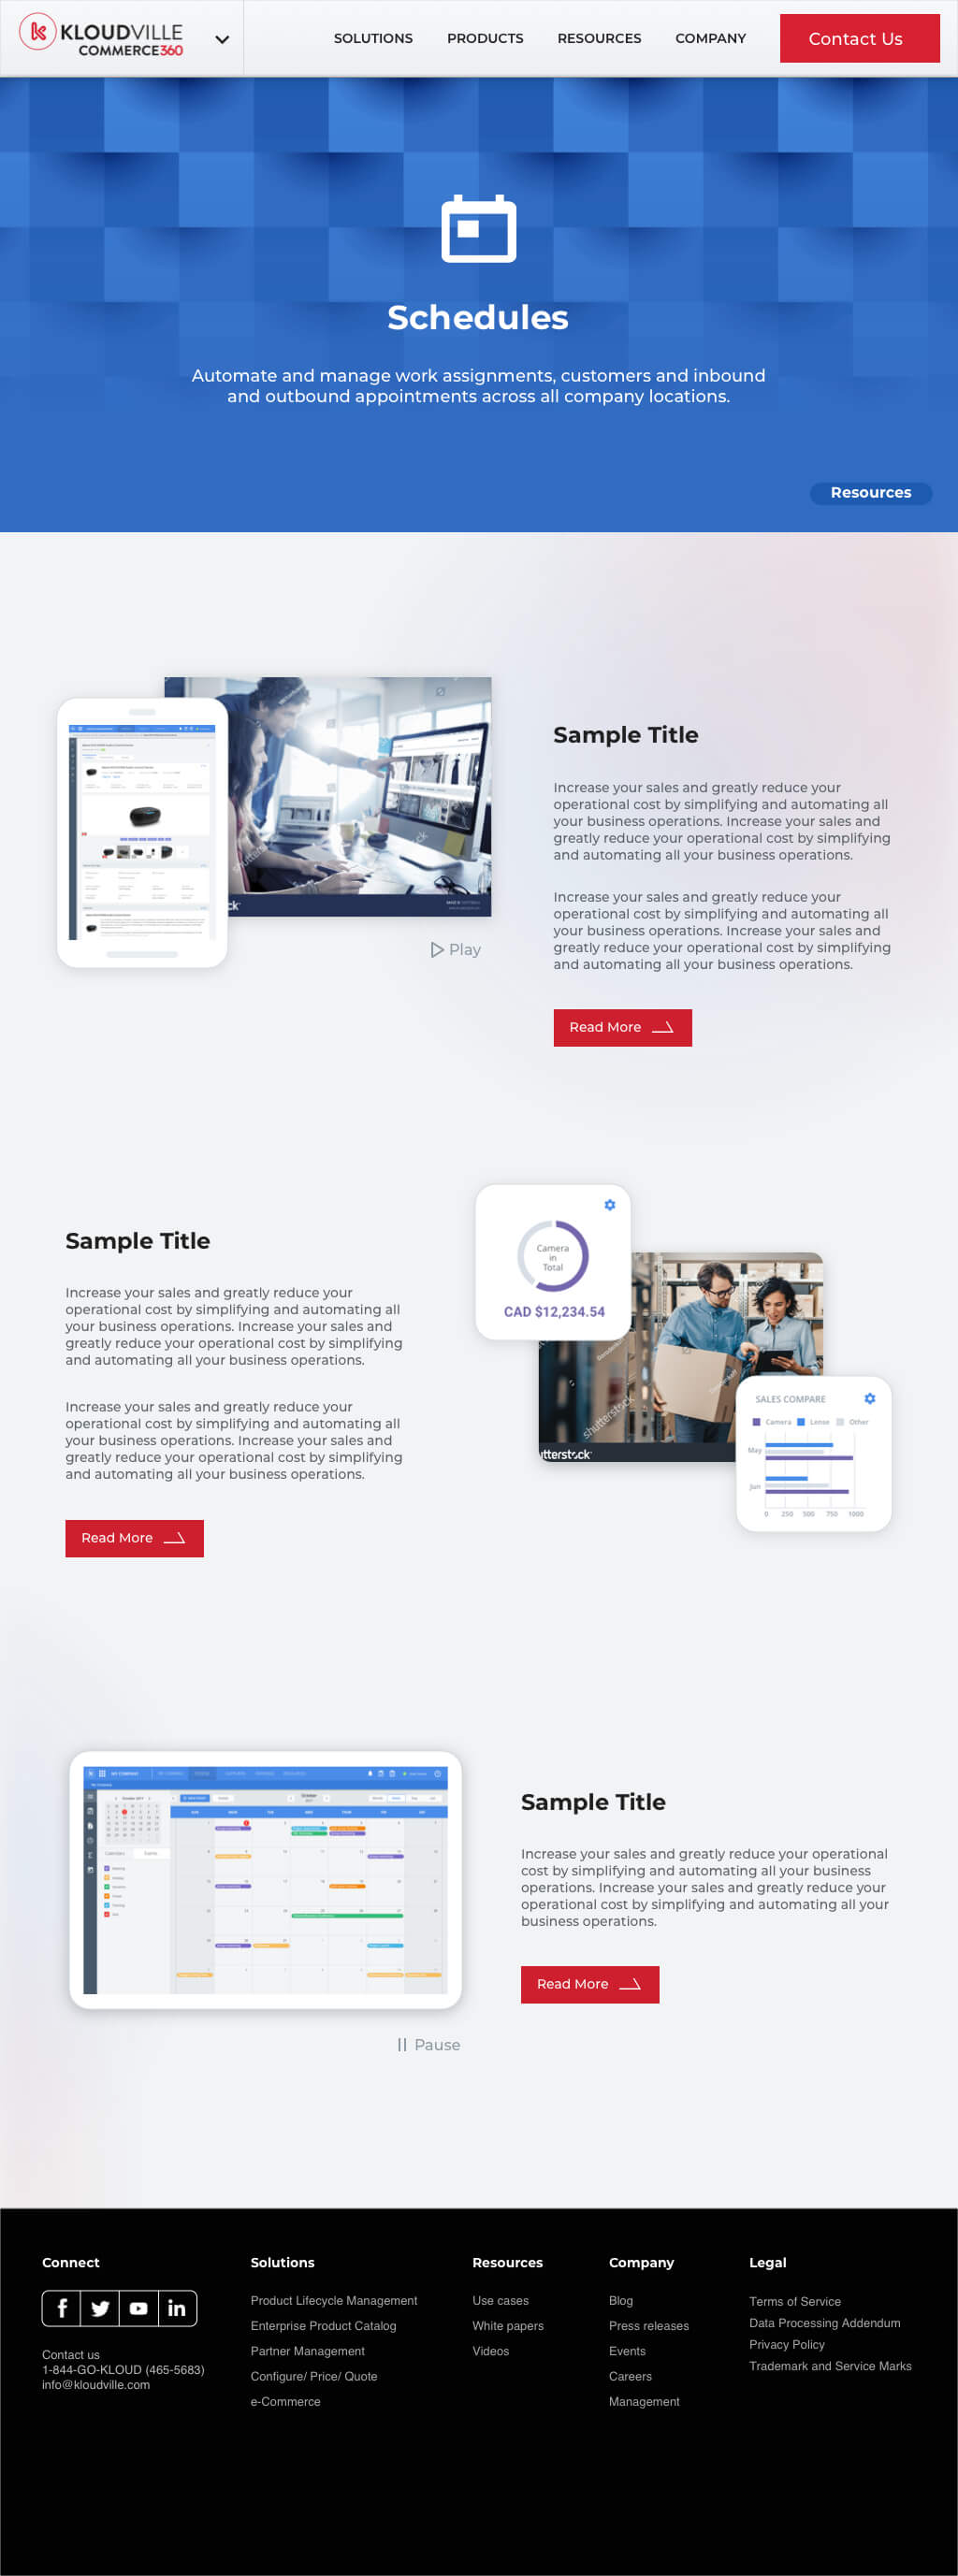 KLOUDVILLE
COMMERCE360
SOLUTIONS
PRODUCTS
RESOURCES
COMPANY
Contact Us
Schedules
Automate and manage work assignments, customers and inbound
and outbound appointments across all company locations.
Resources
Sample Title
Increase your sales and greatly reduce your
operational cost by simplifying and automating all
your business operations. Increase your sales and
greatly reduce your operational cost by simplifying
and automating all your business operations.
Increase your sales and greatly reduce your
operational cost by simplifying and automating all
your business operations. Increase your sales and
greatly reduce your operational cost by simplifying
and automating all your business operations.
Play
Read More
Sample Title
Increase your sales and greatly reduce your
operational cost by simplifying and automating all
your business operations. Increase your sales and
greatly reduce your operational cost by simplifying
and automating all your business operations.
Increase your sales and greatly reduce your
operational cost by simplifying and automating all
your business operations. Increase your sales and
greatly reduce your operational cost by simplifying
and automating all your business operations.
Read More
Camera
in
Total
CAD $12,234.54
shutterstock
SALES COMPARE
Camera
Lense
Other
May
Jun
0 250 500 750 1000
Sample Title
Increase your sales and greatly reduce your operational
cost by simplifying and automating all your business
operations. Increase your sales and greatly reduce your
operational cost by simplifying and automating all your
business operations.
Read More
Pause
Connect
Contact us
1-844-GO-KLOUD (465-5683)
info@kloudville.com
Solutions
Product Lifecycle Management
Enterprise Product Catalog
Partner Management
Configure/ Price/ Quote
e-Commerce
Resources
Use cases
White papers
Videos
Company
Blog
Press releases
Events
Careers
Management
Legal
Terms of Service
Data Processing Addendum
Privacy Policy
Trademark and Service Marks